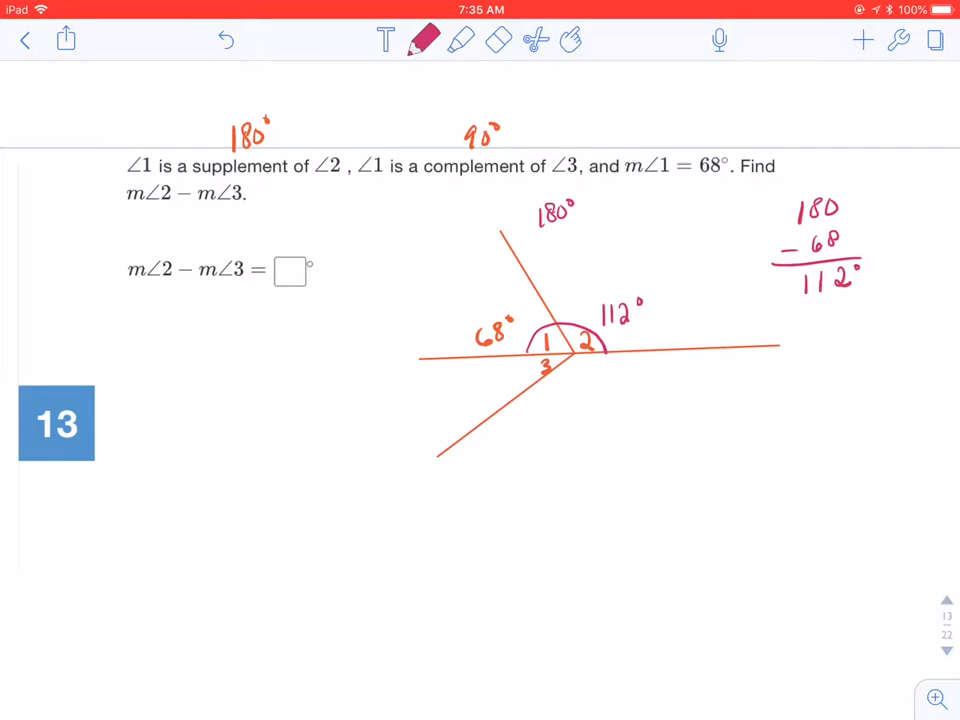 iPad
7:35 AM
100%
T
180° 90°
∠1 is a supplement of ∠2 , ∠1 is a complement of ∠3, and m∠1 = 68°. Find
m∠2 − m∠3.
180°
180
− 68
112°
m∠2 − m∠3 = °
68° 112°
1 2
3
13
13
22